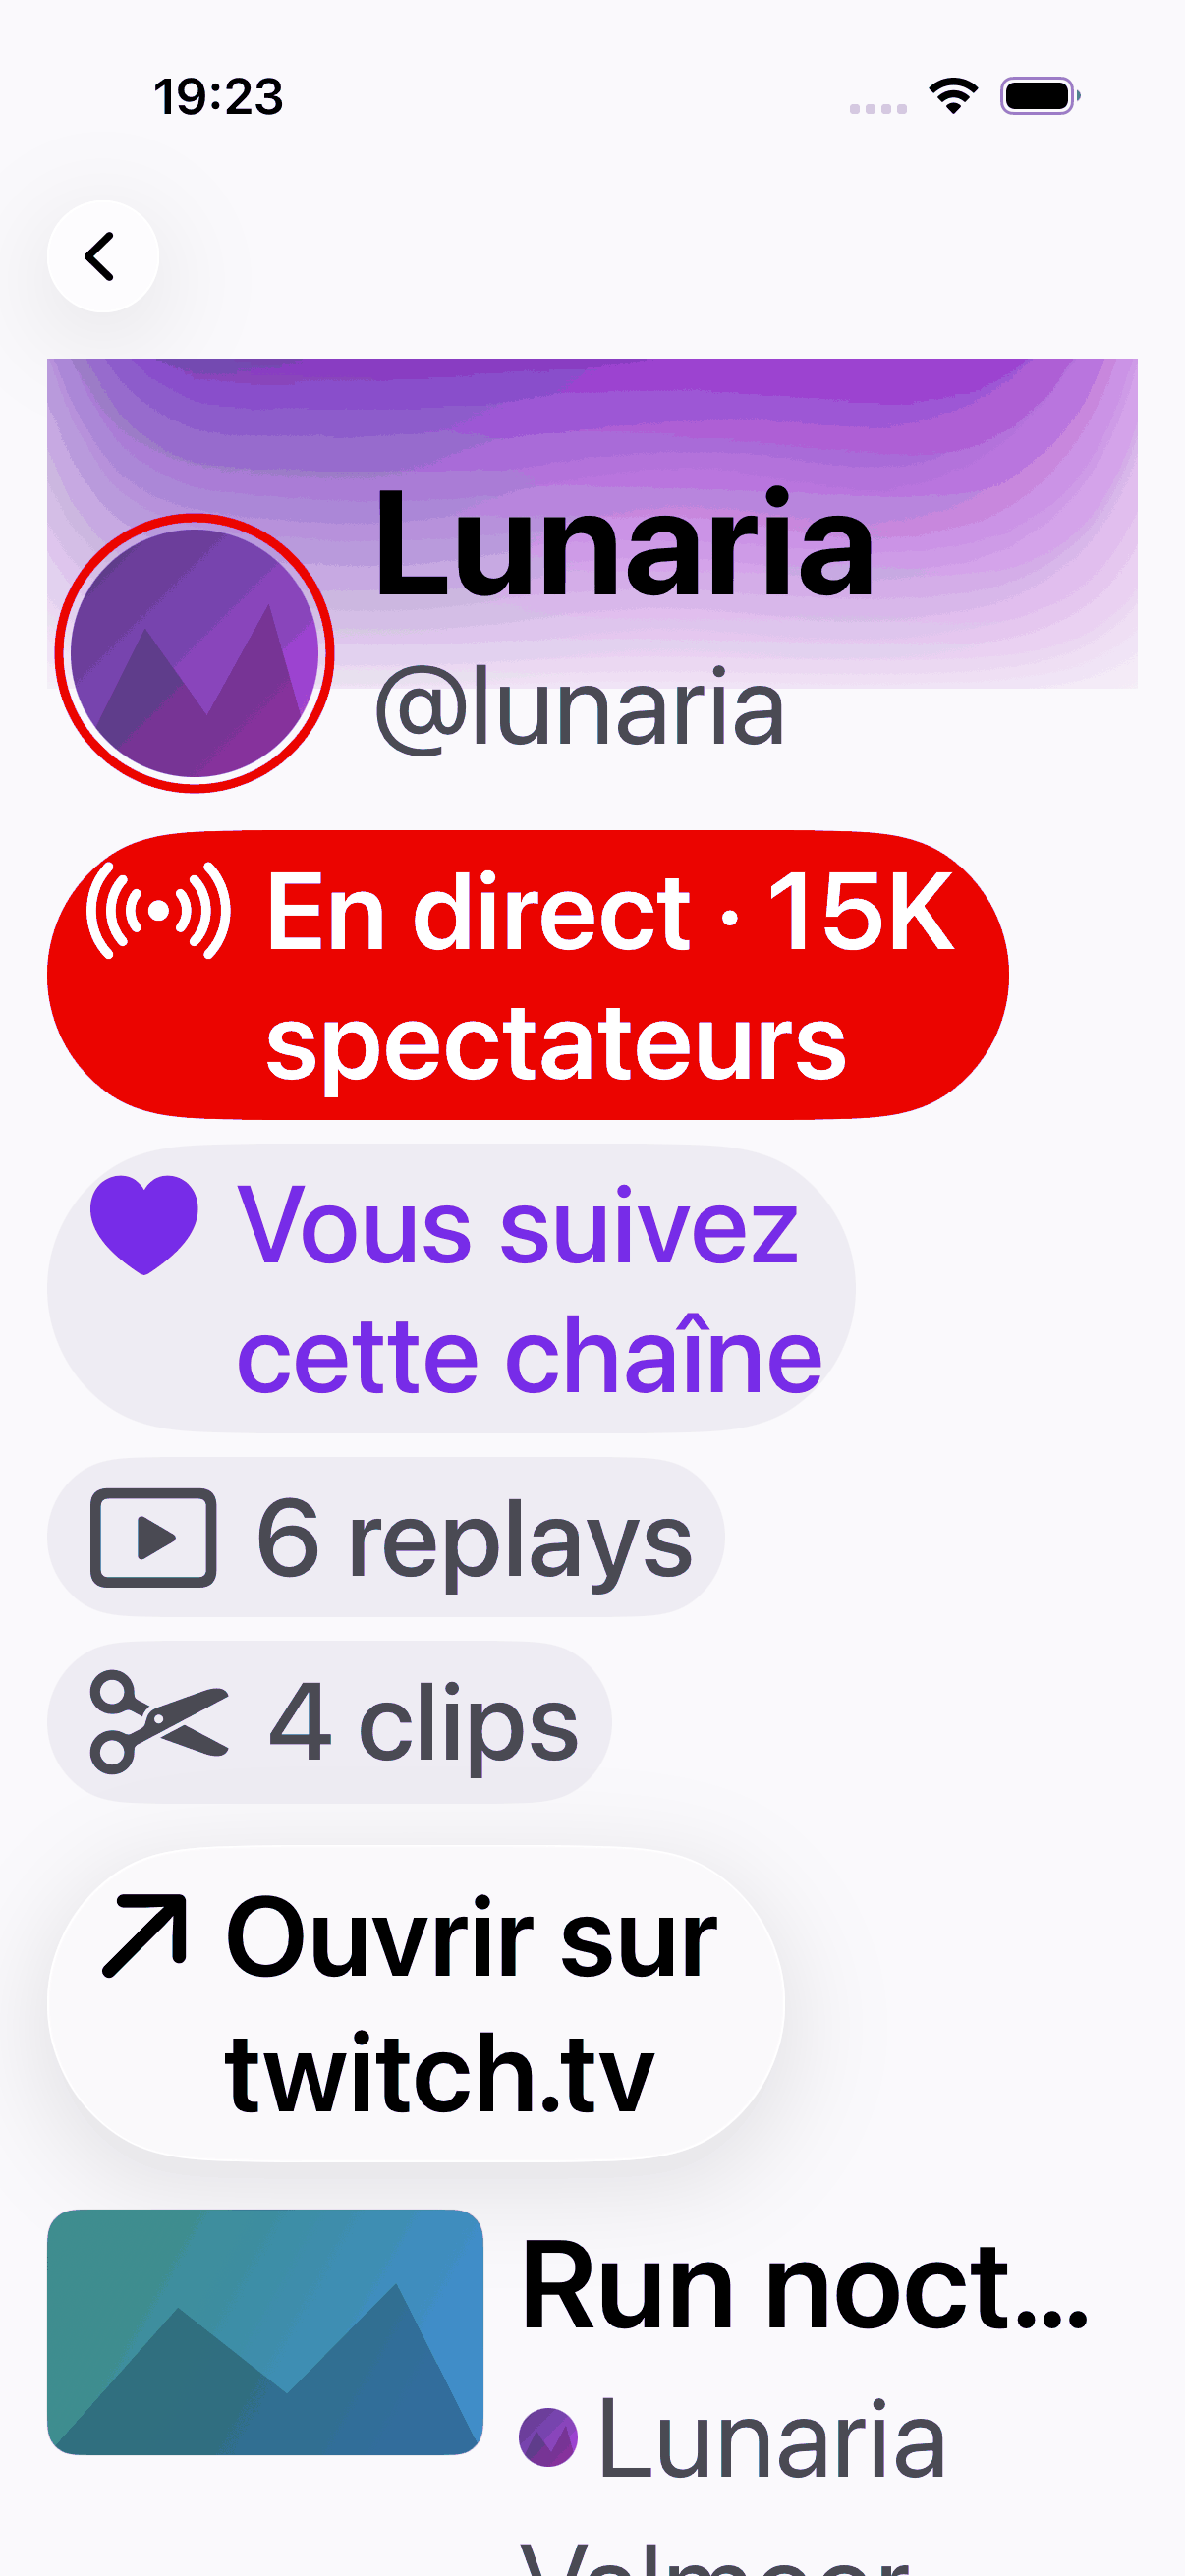 19:23
Lunaria
@lunaria
En direct · 15K
spectateurs
Vous suivez
cette chaîne
6 replays
4 clips
Ouvrir sur
twitch.tv
Run noct...
Lunaria